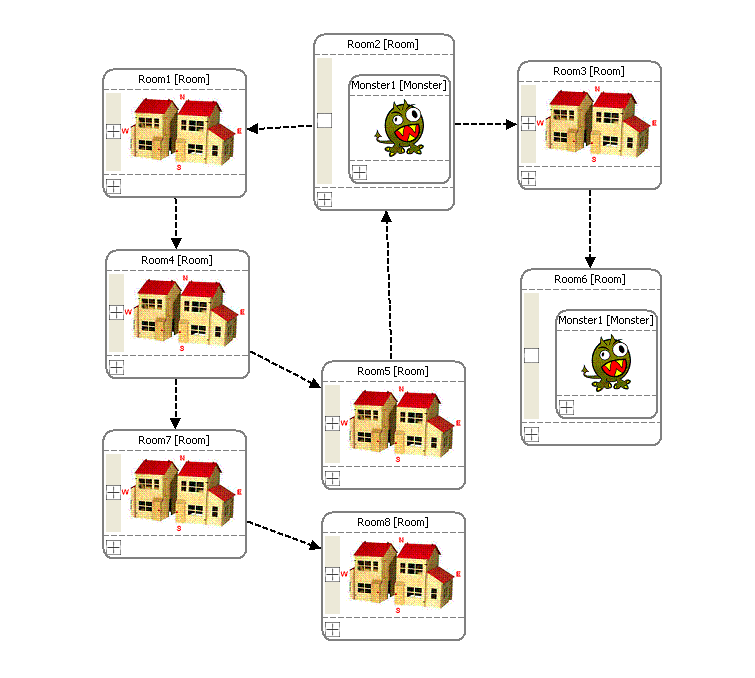 Room2 [Room]
Monster1 [Monster]
Room1 [Room]
N
W
E
S
Room3 [Room]
N
W
E
S
Room4 [Room]
N
W
E
S
Room6 [Room]
Monster1 [Monster]
Room5 [Room]
N
W
E
S
Room7 [Room]
N
W
E
S
Room8 [Room]
N
W
E
S